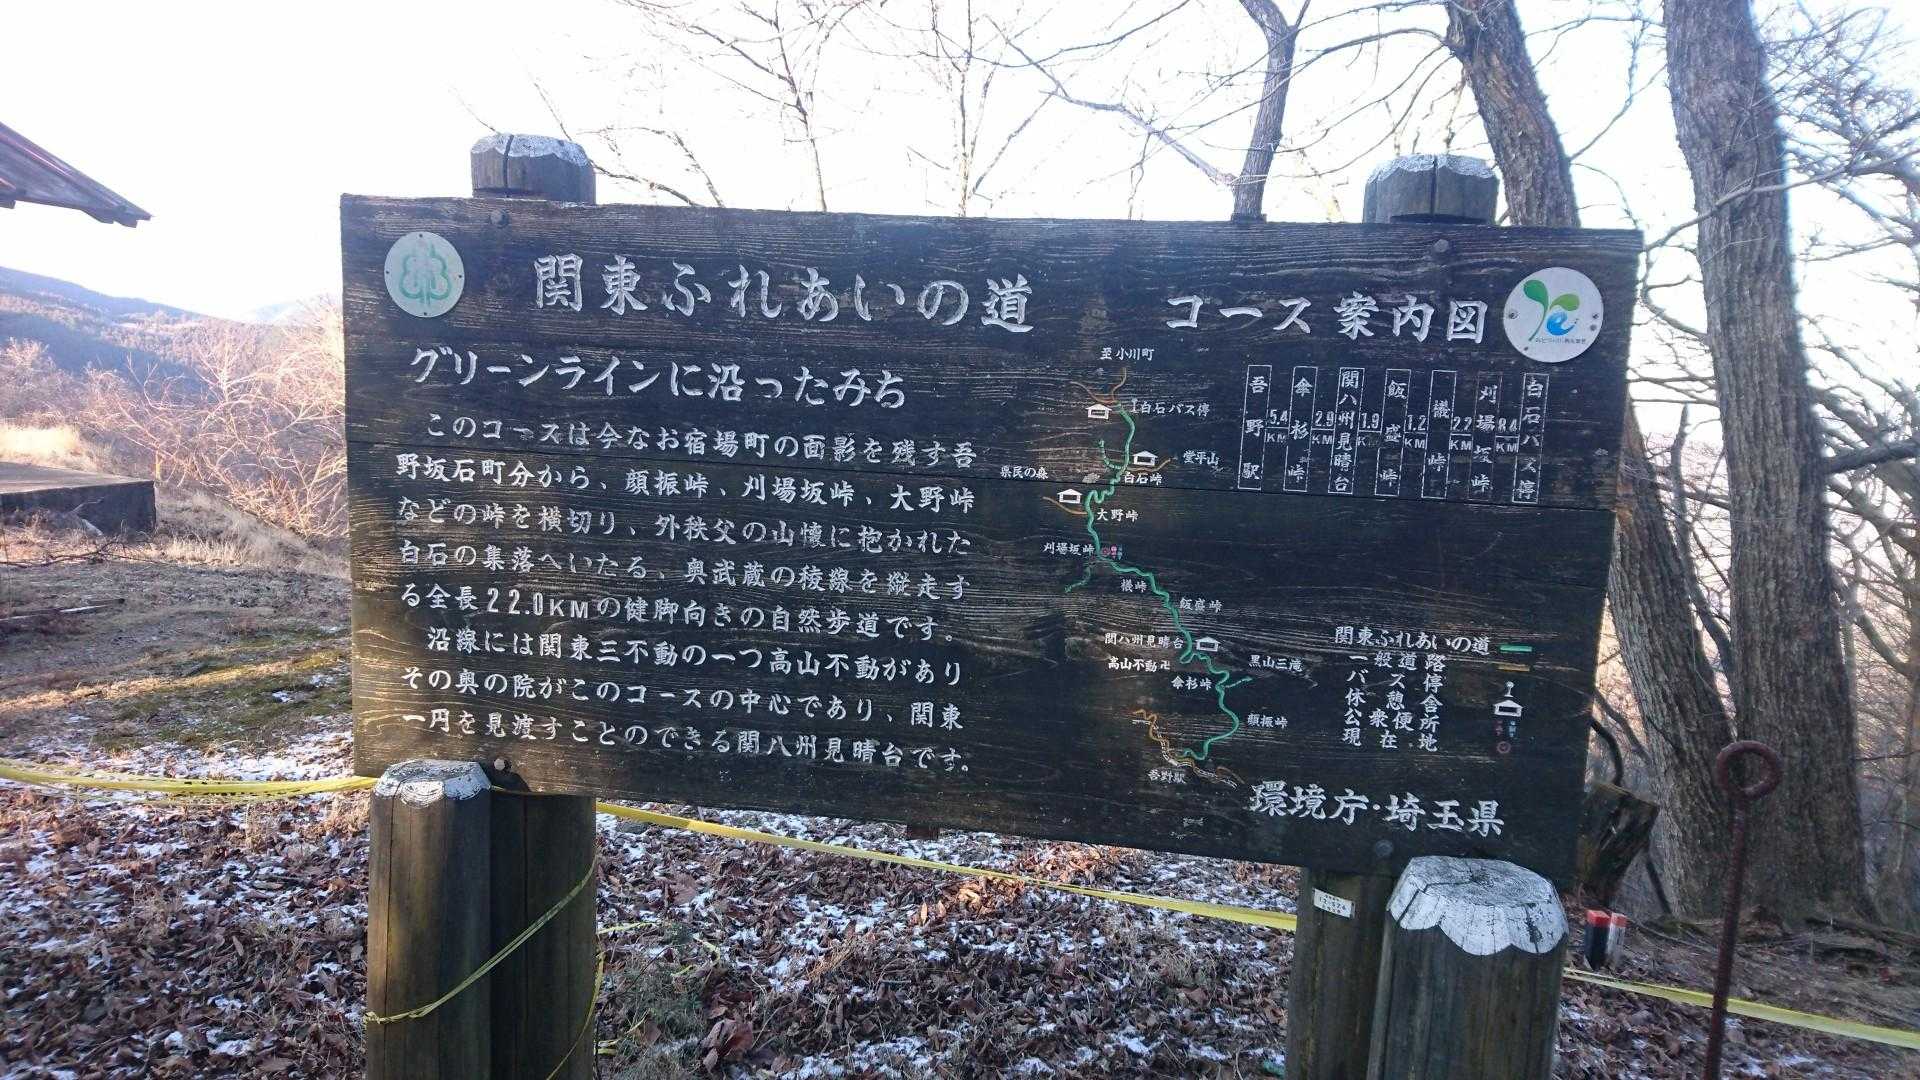 関東ふれあいの道
コース案内図
グリーンラインに沿ったみち
このコースは今なお宿場町の面影を残す吾
野坂石町分から、顔振峠、刈場坂峠、大野峠
などの峠を横切り、外秩父の山懐に抱かれた
白石の集落へいたる、奥武蔵の稜線を縦走す
る全長22.0KMの健脚向きの自然歩道です。
沿線には関東三不動の一つ高山不動があり
その奥の院がこのコースの中心であり、関東
一円を見渡すことのできる関八州見晴台です。
至小川町
白石バス停
堂平山
県民の森
白石峠
大野峠
刈場坂峠
檥峠
飯盛峠
関八州見晴台
高山不動卍
黒山三滝
傘杉峠
顔振峠
吾野駅
吾野駅
5.4KM
傘杉峠
2.9KM
関八州見晴台
1.9K
飯盛峠
1.2KM
檥峠
2.2KM
刈場坂峠
8.4KM
白石バス停
関東ふれあいの道
一般道路
バス停
休憩舎
公衆便所
現在地
環境庁・埼玉県